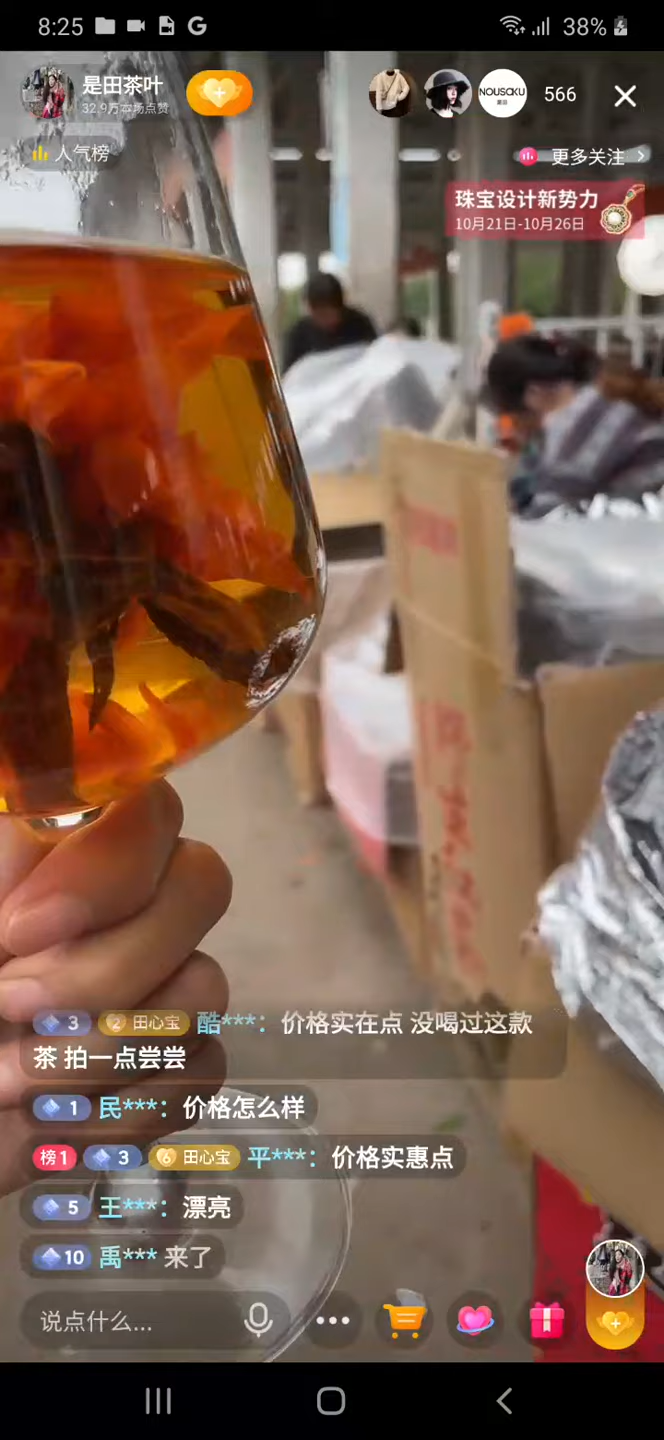 8:25
38%
是田茶叶
32.9万本场点赞
NOUSAKU
566
人气榜
更多关注
珠宝设计新势力
10月21日-10月26日
3 2 田心宝 酷***： 价格实在点 没喝过这款
茶 拍一点尝尝
1 民***： 价格怎么样
榜1 3 6 田心宝 平***： 价格实惠点
5 王***： 漂亮
10 禹*** 来了
说点什么...